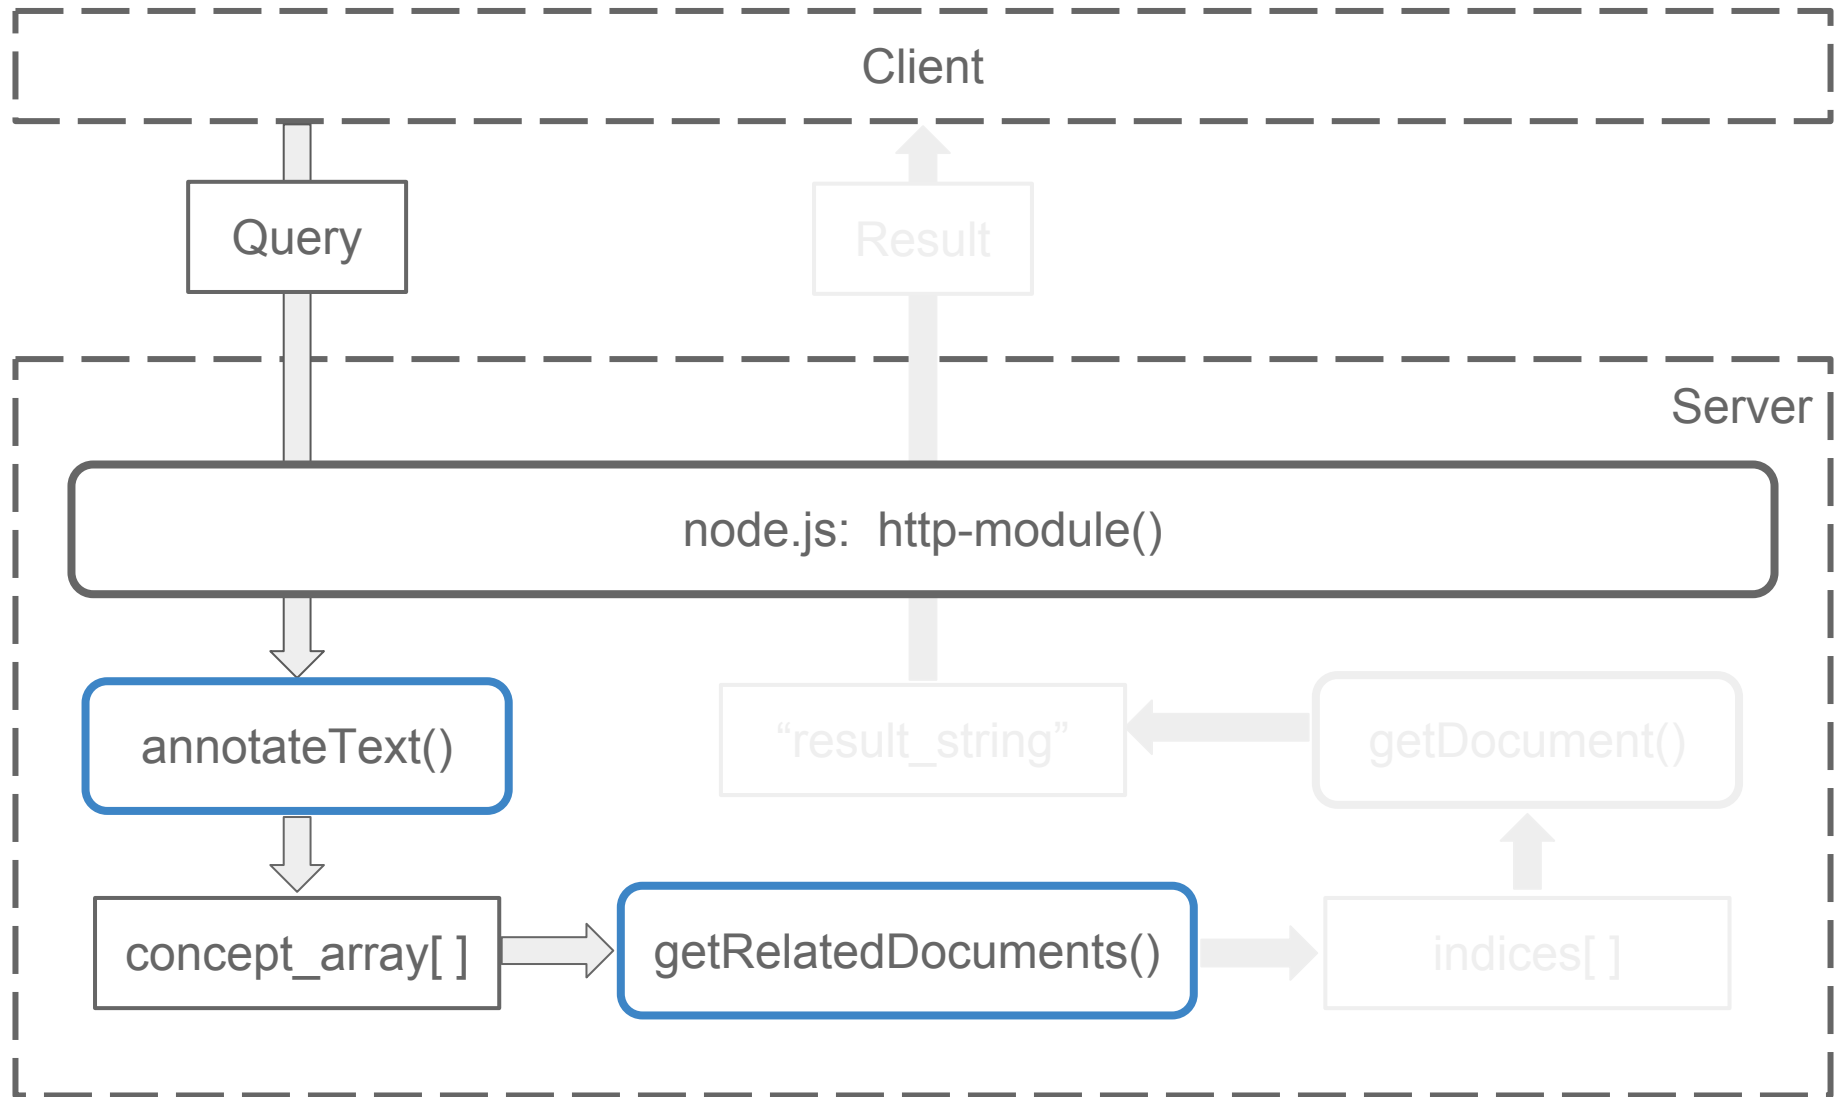 Client
Query
Result
Server
node.js:  http-module()
annotateText()
“result_string”
getDocument()
concept_array[ ]
getRelatedDocuments()
indices[ ]